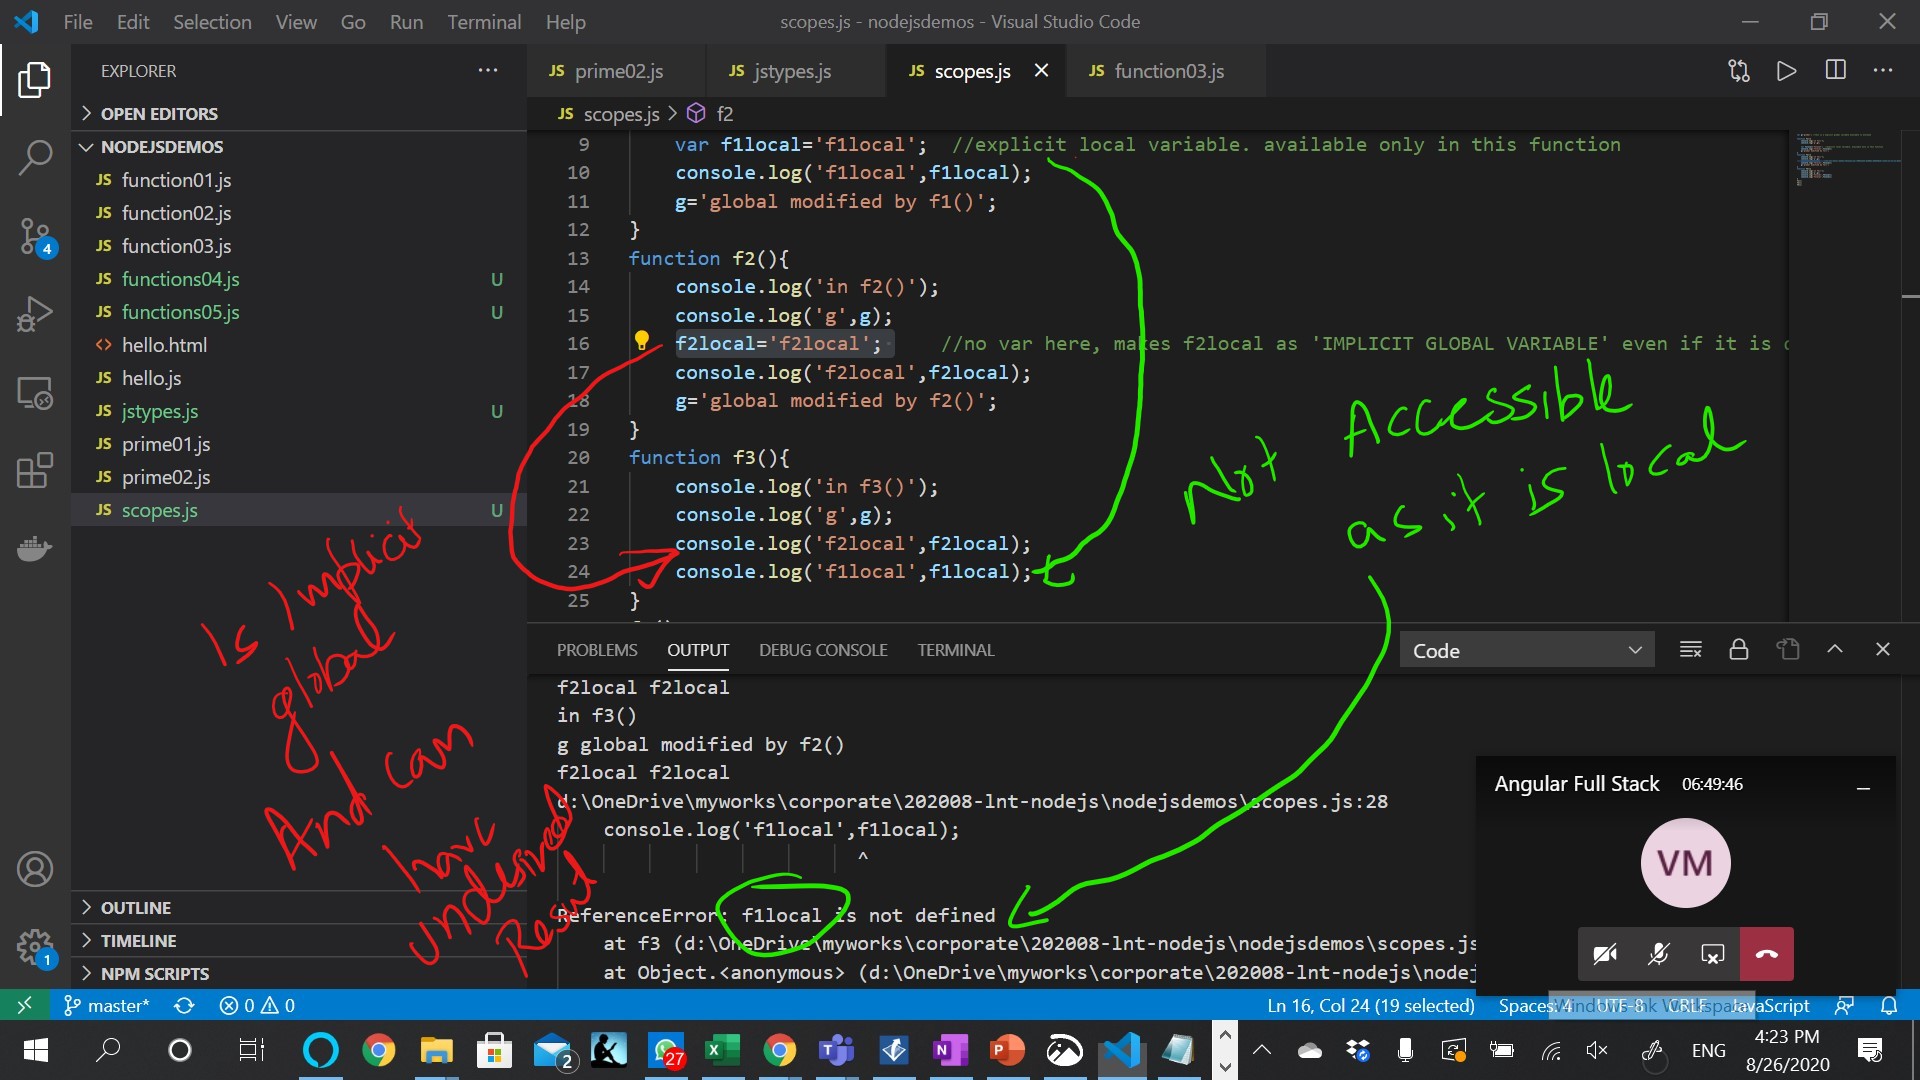 File Edit Selection View Go Run Terminal Help
scopes.js - nodejsdemos - Visual Studio Code
EXPLORER
OPEN EDITORS
NODEJSDEMOS
JS function01.js
JS function02.js
JS function03.js
JS functions04.js U
JS functions05.js U
<> hello.html
JS hello.js
JS jstypes.js U
JS prime01.js
JS prime02.js
JS scopes.js U
OUTLINE
TIMELINE
NPM SCRIPTS
4
1
JS prime02.js JS jstypes.js JS scopes.js JS function03.js
JS scopes.js > f2
9 var f1local='f1local'; //explicit local variable. available only in this function
10 console.log('f1local',f1local);
11 g='global modified by f1()';
12 }
13 function f2(){
14 console.log('in f2()');
15 console.log('g',g);
16 f2local='f2local'; //no var here, makes f2local as 'IMPLICIT GLOBAL VARIABLE' even if it is
17 console.log('f2local',f2local);
18 g='global modified by f2()';
19 }
20 function f3(){
21 console.log('in f3()');
22 console.log('g',g);
23 console.log('f2local',f2local);
24 console.log('f1local',f1local);
25 }
Not Accessible
as it is local
Is Implicit
global
And can
have
undesired
Result
PROBLEMS OUTPUT DEBUG CONSOLE TERMINAL
Code
f2local f2local
in f3()
g global modified by f2()
f2local f2local
d:\OneDrive\myworks\corporate\202008-lnt-nodejs\nodejsdemos\scopes.js:28
console.log('f1local',f1local);
^
ReferenceError: f1local is not defined
at f3 (d:\OneDrive\myworks\corporate\202008-lnt-nodejs\nodejsdemos\scopes.js
at Object.<anonymous> (d:\OneDrive\myworks\corporate\202008-lnt-nodejs\nodej
Angular Full Stack 06:49:46
VM
master* 0 0
Ln 16, Col 24 (19 selected) Spaces: 4 UTF-8 CRLF JavaScript
Windows Ink Workspace
2
27
ENG
4:23 PM
8/26/2020